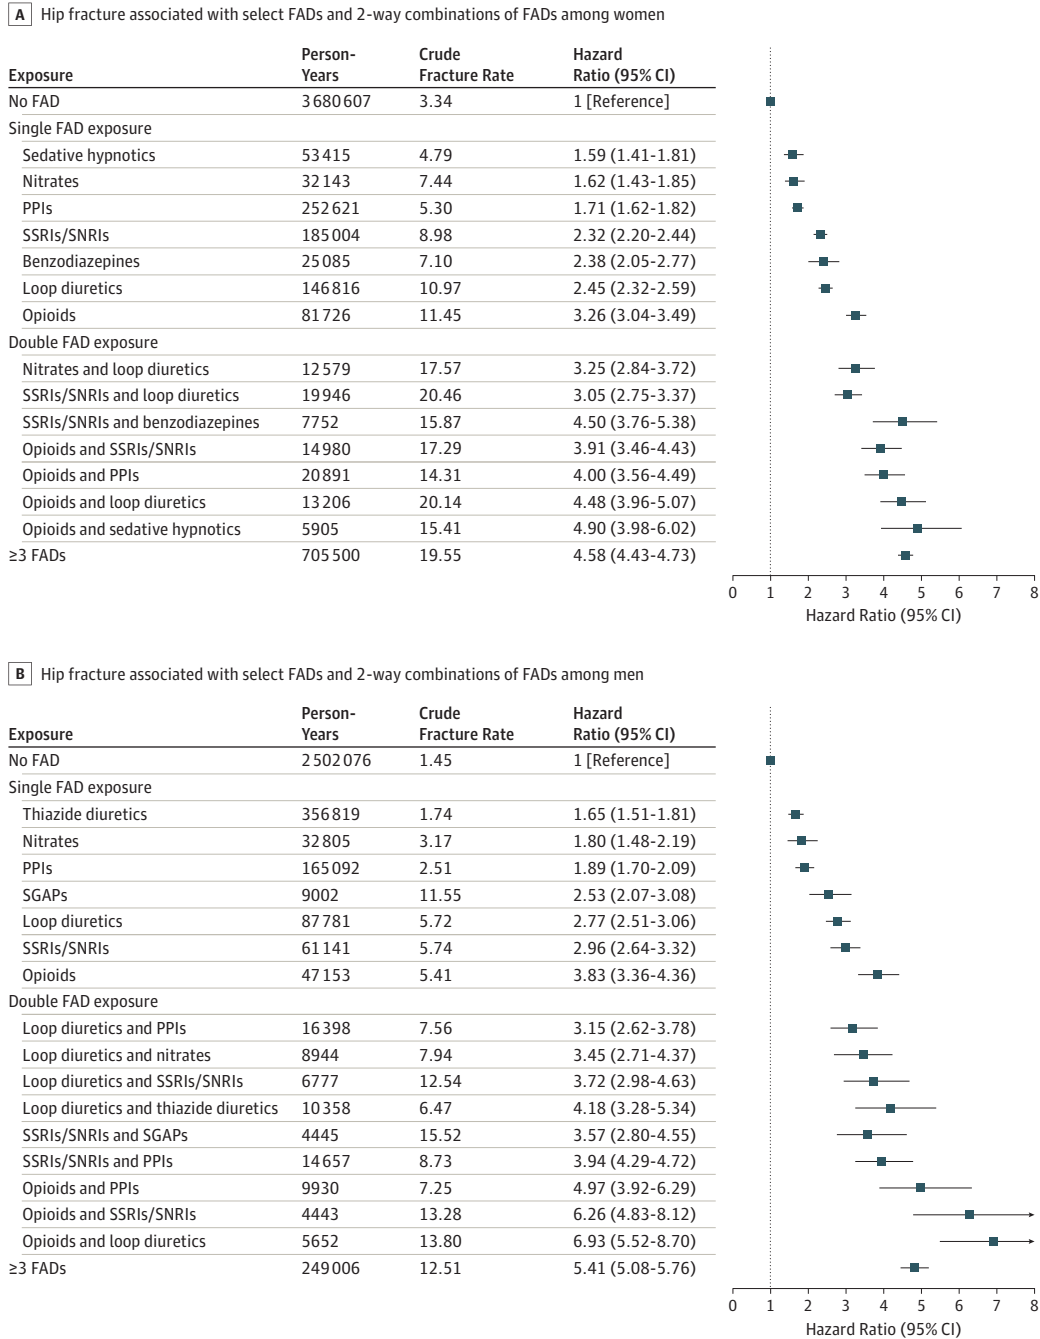 A Hip fracture associated with select FADs and 2-way combinations of FADs among women
Exposure Person-Years Crude Fracture Rate Hazard Ratio (95% CI)
No FAD 3680607 3.34 1 [Reference]
Single FAD exposure
Sedative hypnotics 53415 4.79 1.59 (1.41-1.81)
Nitrates 32143 7.44 1.62 (1.43-1.85)
PPIs 252621 5.30 1.71 (1.62-1.82)
SSRIs/SNRIs 185004 8.98 2.32 (2.20-2.44)
Benzodiazepines 25085 7.10 2.38 (2.05-2.77)
Loop diuretics 146816 10.97 2.45 (2.32-2.59)
Opioids 81726 11.45 3.26 (3.04-3.49)
Double FAD exposure
Nitrates and loop diuretics 12579 17.57 3.25 (2.84-3.72)
SSRIs/SNRIs and loop diuretics 19946 20.46 3.05 (2.75-3.37)
SSRIs/SNRIs and benzodiazepines 7752 15.87 4.50 (3.76-5.38)
Opioids and SSRIs/SNRIs 14980 17.29 3.91 (3.46-4.43)
Opioids and PPIs 20891 14.31 4.00 (3.56-4.49)
Opioids and loop diuretics 13206 20.14 4.48 (3.96-5.07)
Opioids and sedative hypnotics 5905 15.41 4.90 (3.98-6.02)
≥3 FADs 705500 19.55 4.58 (4.43-4.73)
0 1 2 3 4 5 6 7 8
Hazard Ratio (95% CI)
B Hip fracture associated with select FADs and 2-way combinations of FADs among men
Exposure Person-Years Crude Fracture Rate Hazard Ratio (95% CI)
No FAD 2502076 1.45 1 [Reference]
Single FAD exposure
Thiazide diuretics 356819 1.74 1.65 (1.51-1.81)
Nitrates 32805 3.17 1.80 (1.48-2.19)
PPIs 165092 2.51 1.89 (1.70-2.09)
SGAPs 9002 11.55 2.53 (2.07-3.08)
Loop diuretics 87781 5.72 2.77 (2.51-3.06)
SSRIs/SNRIs 61141 5.74 2.96 (2.64-3.32)
Opioids 47153 5.41 3.83 (3.36-4.36)
Double FAD exposure
Loop diuretics and PPIs 16398 7.56 3.15 (2.62-3.78)
Loop diuretics and nitrates 8944 7.94 3.45 (2.71-4.37)
Loop diuretics and SSRIs/SNRIs 6777 12.54 3.72 (2.98-4.63)
Loop diuretics and thiazide diuretics 10358 6.47 4.18 (3.28-5.34)
SSRIs/SNRIs and SGAPs 4445 15.52 3.57 (2.80-4.55)
SSRIs/SNRIs and PPIs 14657 8.73 3.94 (4.29-4.72)
Opioids and PPIs 9930 7.25 4.97 (3.92-6.29)
Opioids and SSRIs/SNRIs 4443 13.28 6.26 (4.83-8.12)
Opioids and loop diuretics 5652 13.80 6.93 (5.52-8.70)
≥3 FADs 249006 12.51 5.41 (5.08-5.76)
0 1 2 3 4 5 6 7 8
Hazard Ratio (95% CI)